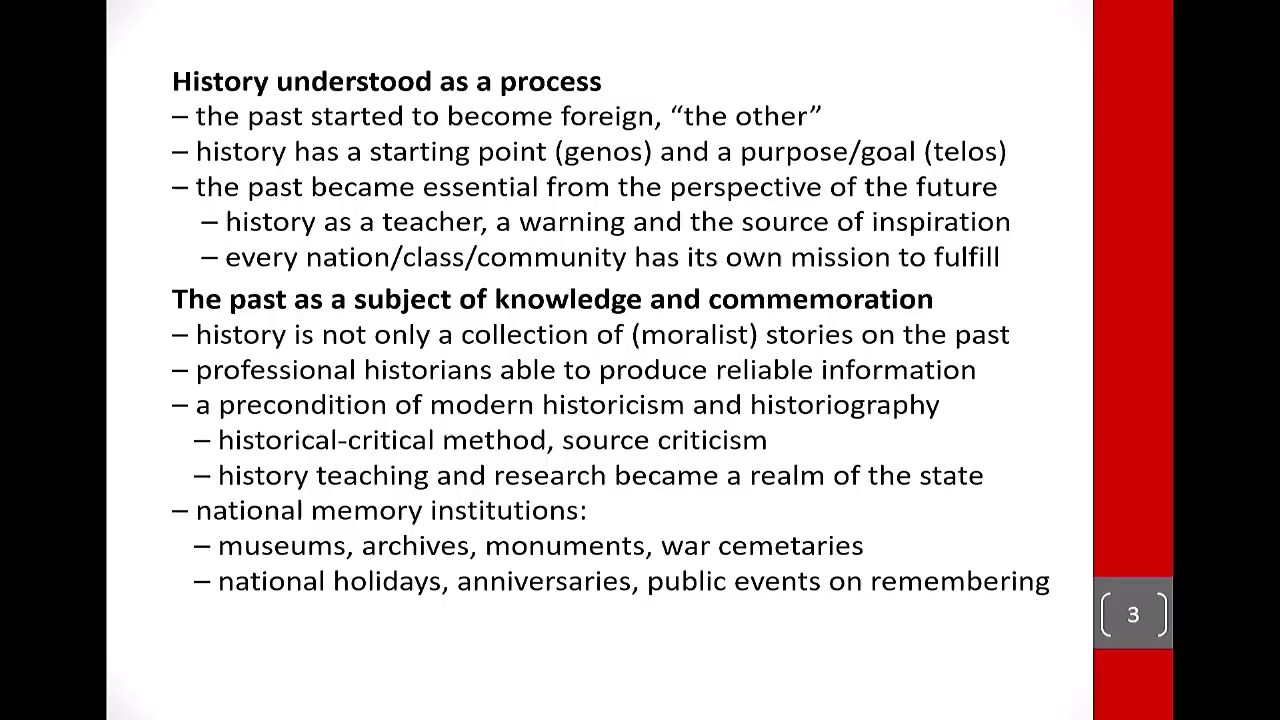 History understood as a process
– the past started to become foreign, “the other”
– history has a starting point (genos) and a purpose/goal (telos)
– the past became essential from the perspective of the future
– history as a teacher, a warning and the source of inspiration
– every nation/class/community has its own mission to fulfill
The past as a subject of knowledge and commemoration
– history is not only a collection of (moralist) stories on the past
– professional historians able to produce reliable information
– a precondition of modern historicism and historiography
– historical-critical method, source criticism
– history teaching and research became a realm of the state
– national memory institutions:
– museums, archives, monuments, war cemetaries
– national holidays, anniversaries, public events on remembering
3